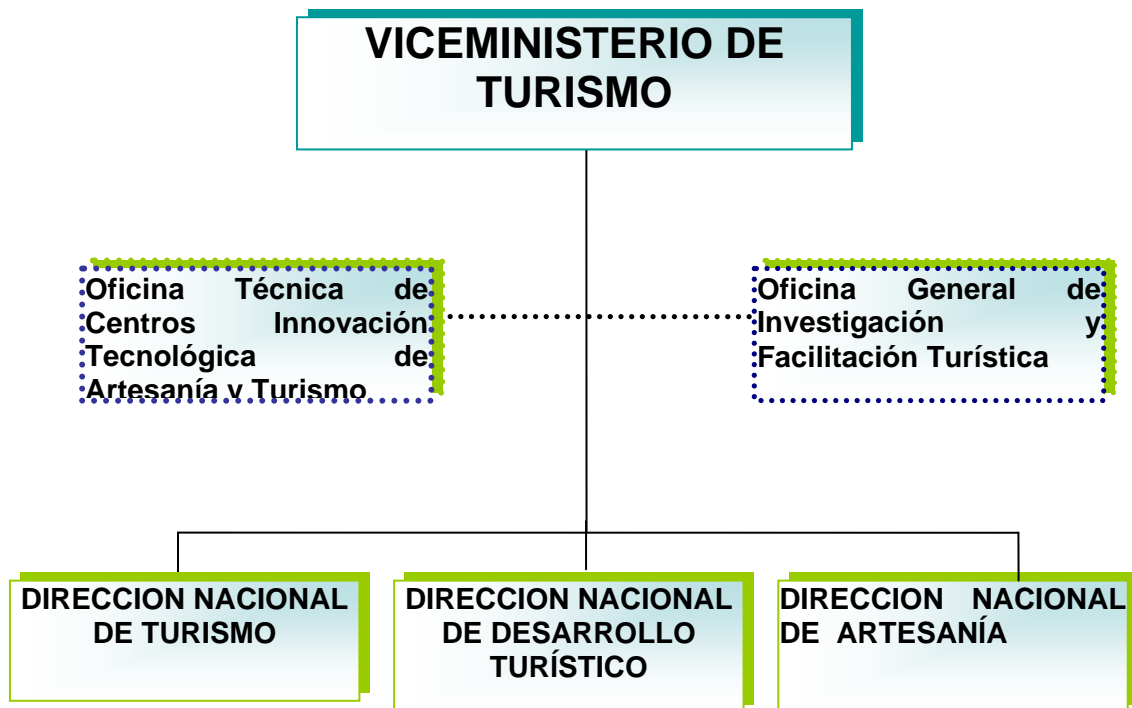 VICEMINISTERIO DE
TURISMO
Oficina Técnica de
Centros Innovación
Tecnológica de
Artesanía y Turismo
Oficina General de
Investigación y
Facilitación Turística
DIRECCION NACIONAL
DE TURISMO
DIRECCION NACIONAL
DE DESARROLLO
TURÍSTICO
DIRECCION NACIONAL
DE ARTESANÍA